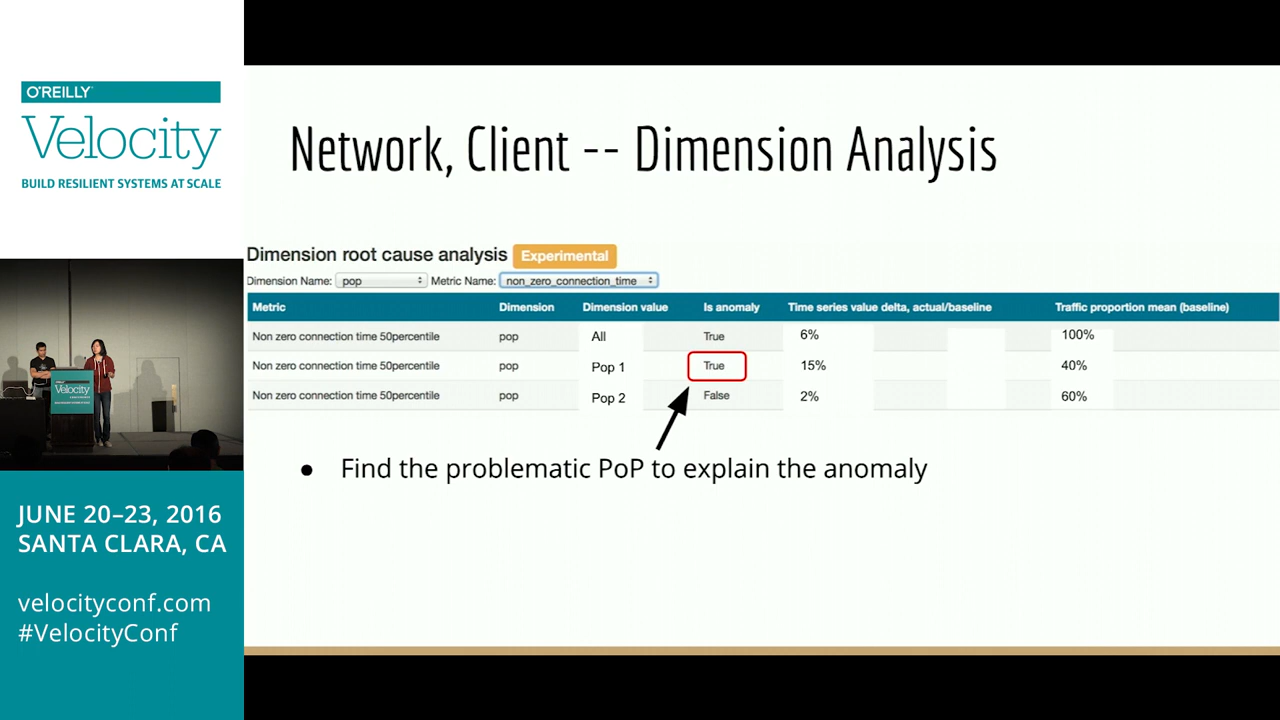 O'REILLY
Velocity
BUILD RESILIENT SYSTEMS AT SCALE
Velocity
JUNE 20–23, 2016
SANTA CLARA, CA
velocityconf.com
#VelocityConf
Network, Client -- Dimension Analysis
Dimension root cause analysis Experimental
Dimension Name: pop Metric Name: non_zero_connection_time
Metric Dimension Dimension value Is anomaly Time series value delta, actual/baseline Traffic proportion mean (baseline)
Non zero connection time 50percentile pop All True 6% 100%
Non zero connection time 50percentile pop Pop 1 True 15% 40%
Non zero connection time 50percentile pop Pop 2 False 2% 60%
● Find the problematic PoP to explain the anomaly